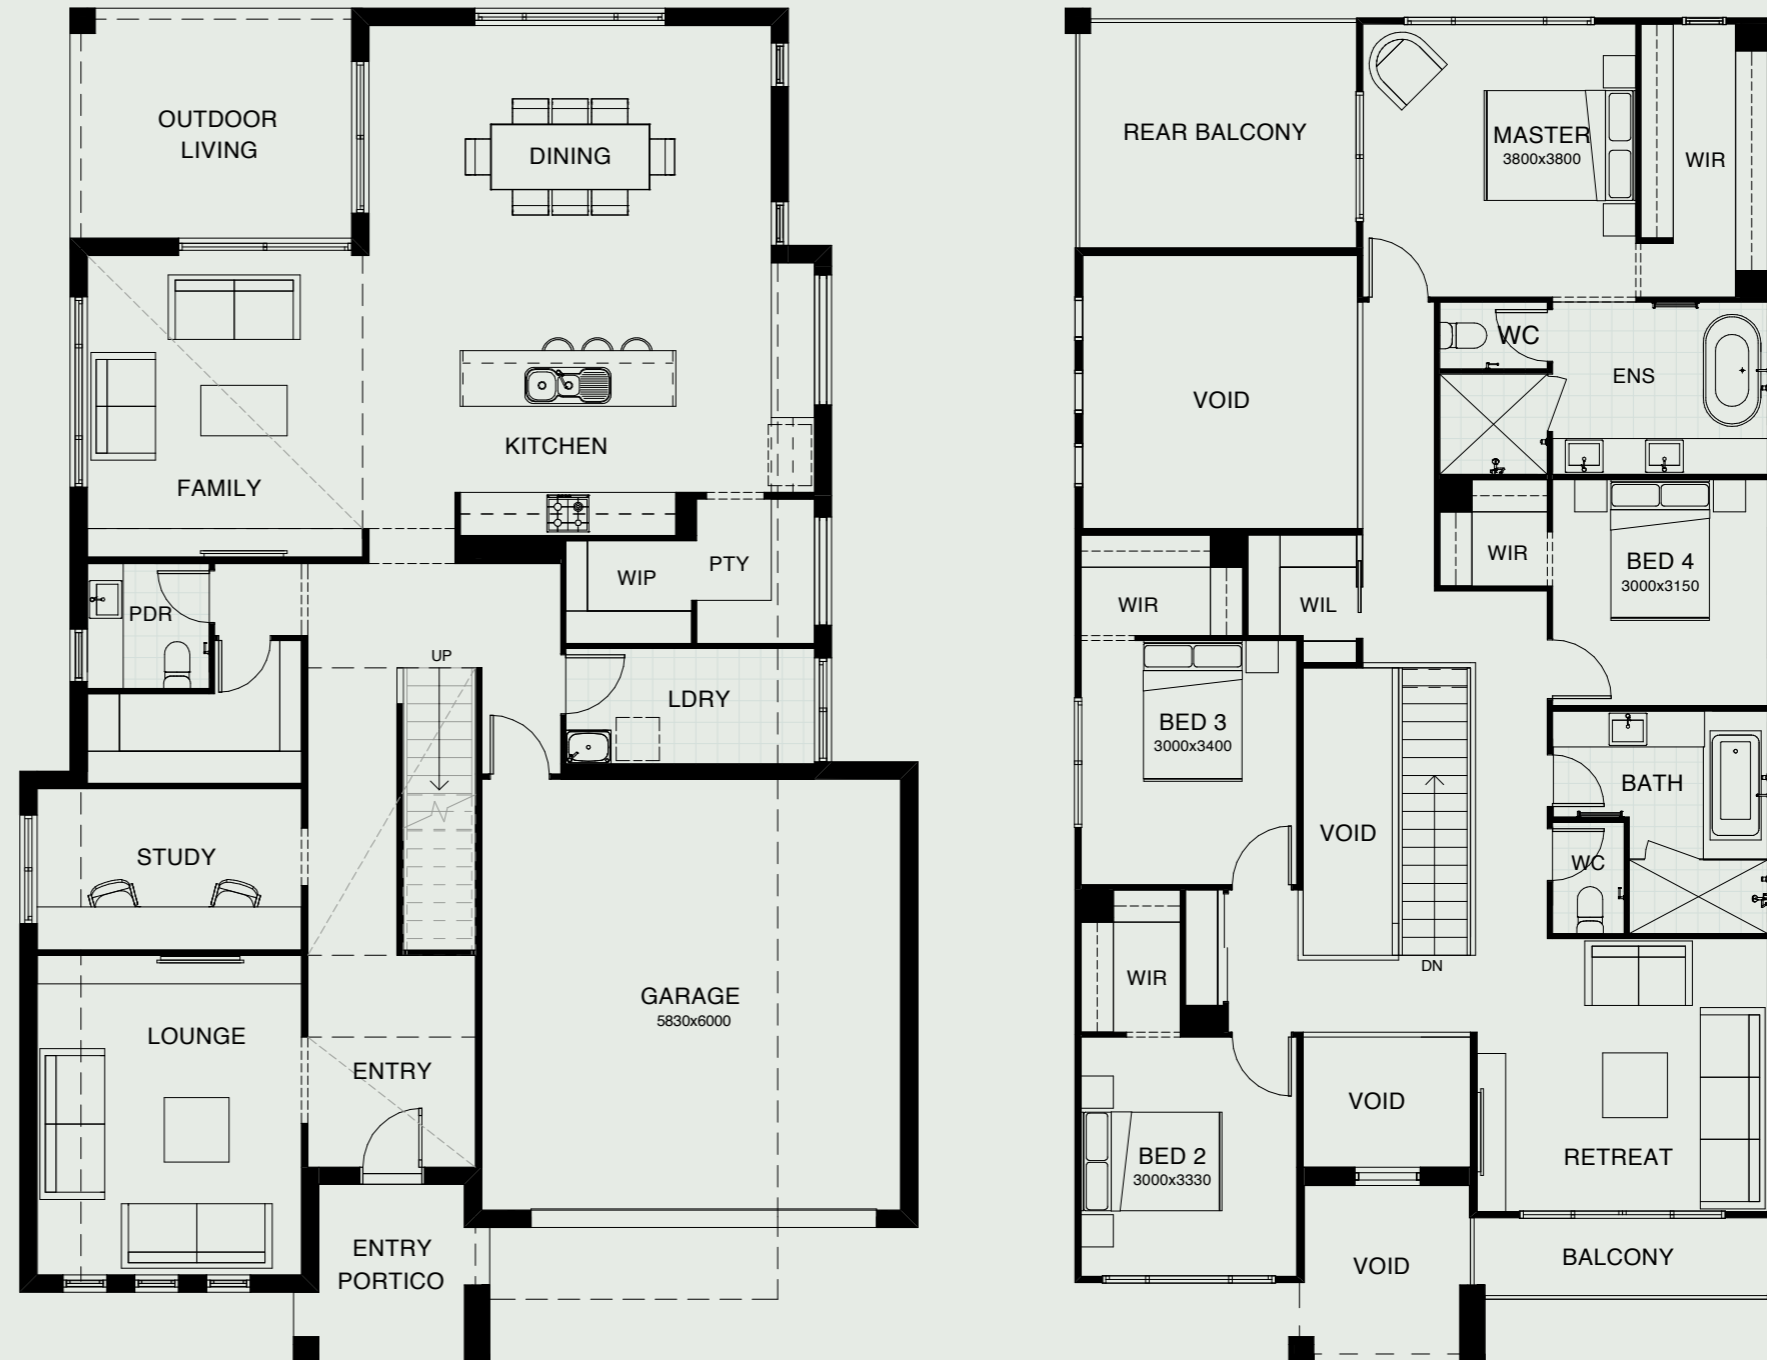 OUTDOOR
LIVING
DINING
KITCHEN
FAMILY
PDR
WIP
PTY
UP
LDRY
STUDY
LOUNGE
GARAGE
5830x6000
ENTRY
ENTRY
PORTICO
REAR BALCONY
MASTER
3800x3800
WIR
WC
ENS
VOID
WIR
BED 4
3000x3150
WIR
WIL
BED 3
3000x3400
VOID
BATH
WC
DN
WIR
VOID
BED 2
3000x3330
RETREAT
VOID
BALCONY